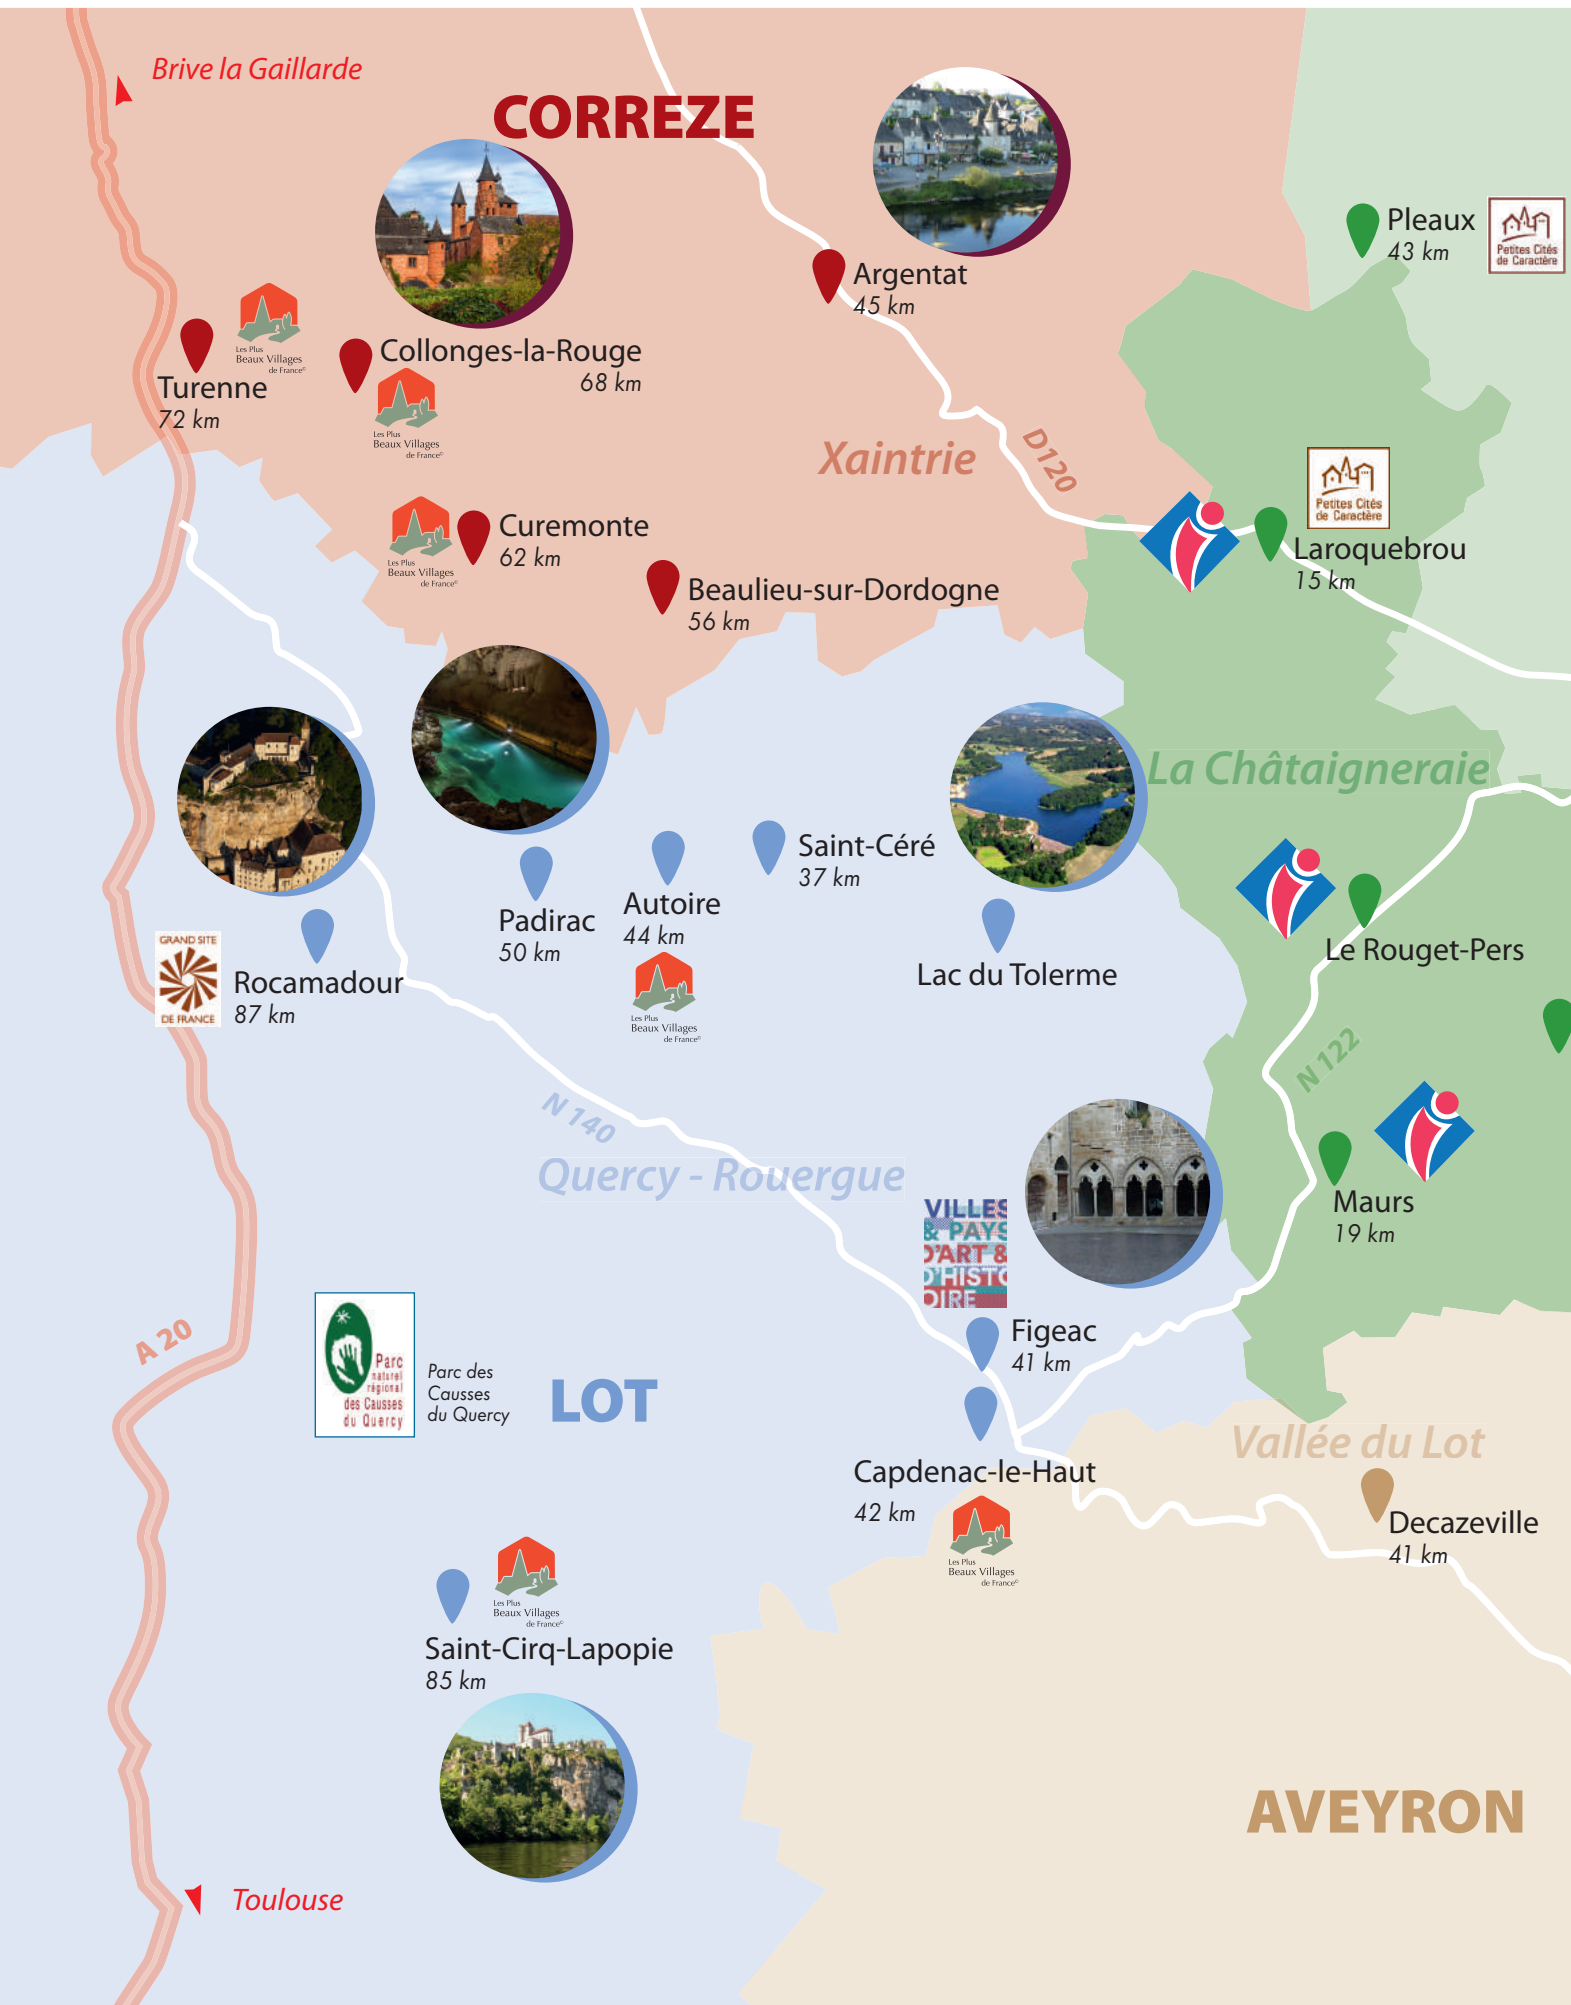 Brive la Gaillarde
CORREZE
Pleaux
43 km
Petites Cités
de Caractère
Argentat
45 km
Les Plus
Beaux Villages
de France©
Turenne
72 km
Collonges-la-Rouge
68 km
Les Plus
Beaux Villages
de France©
Xaintrie
D120
Petites Cités
de Caractère
Laroquebrou
15 km
Curemonte
62 km
Les Plus
Beaux Villages
de France©
Beaulieu-sur-Dordogne
56 km
La Châtaigneraie
Saint-Céré
37 km
Autoire
44 km
Padirac
50 km
Les Plus
Beaux Villages
de France©
Lac du Tolerme
Le Rouget-Pers
GRAND SITE
DE FRANCE
Rocamadour
87 km
N 122
N 140
Quercy - Rouergue
VILLES
& PAYS
D'ART &
D'HISTO
OIRE
Maurs
19 km
A 20
Figeac
41 km
Parc
naturel
régional
des Causses
du Quercy
Parc des
Causses
du Quercy
LOT
Vallée du Lot
Capdenac-le-Haut
42 km
Les Plus
Beaux Villages
de France©
Decazeville
41 km
Les Plus
Beaux Villages
de France©
Saint-Cirq-Lapopie
85 km
AVEYRON
Toulouse